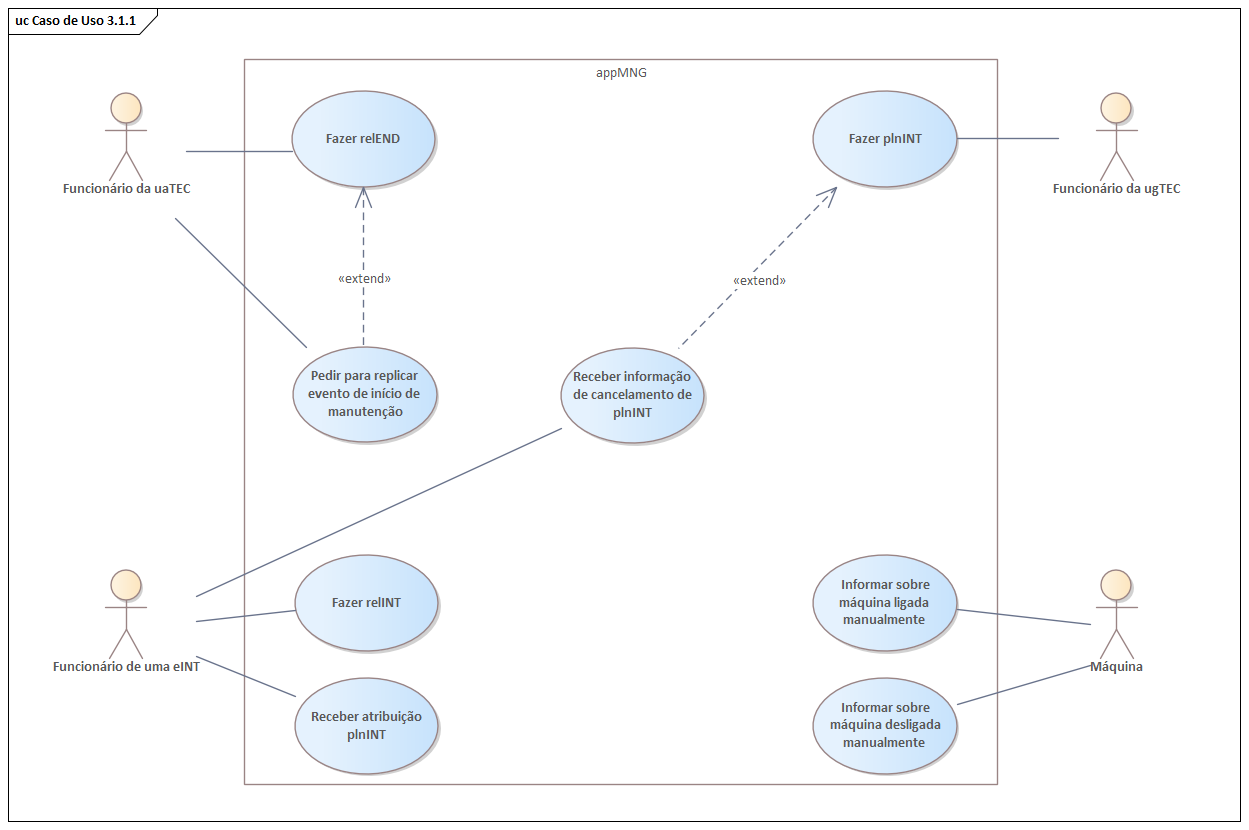 uc Caso de Uso 3.1.1
appMNG
Fazer relEND
Fazer plnINT
Funcionário da uaTEC
Funcionário da ugTEC
«extend»
«extend»
Pedir para replicar
evento de início de
manutenção
Receber informação
de cancelamento de
plnINT
Fazer relINT
Informar sobre
máquina ligada
manualmente
Funcionário de uma eINT
Máquina
Receber atribuição
plnINT
Informar sobre
máquina desligada
manualmente